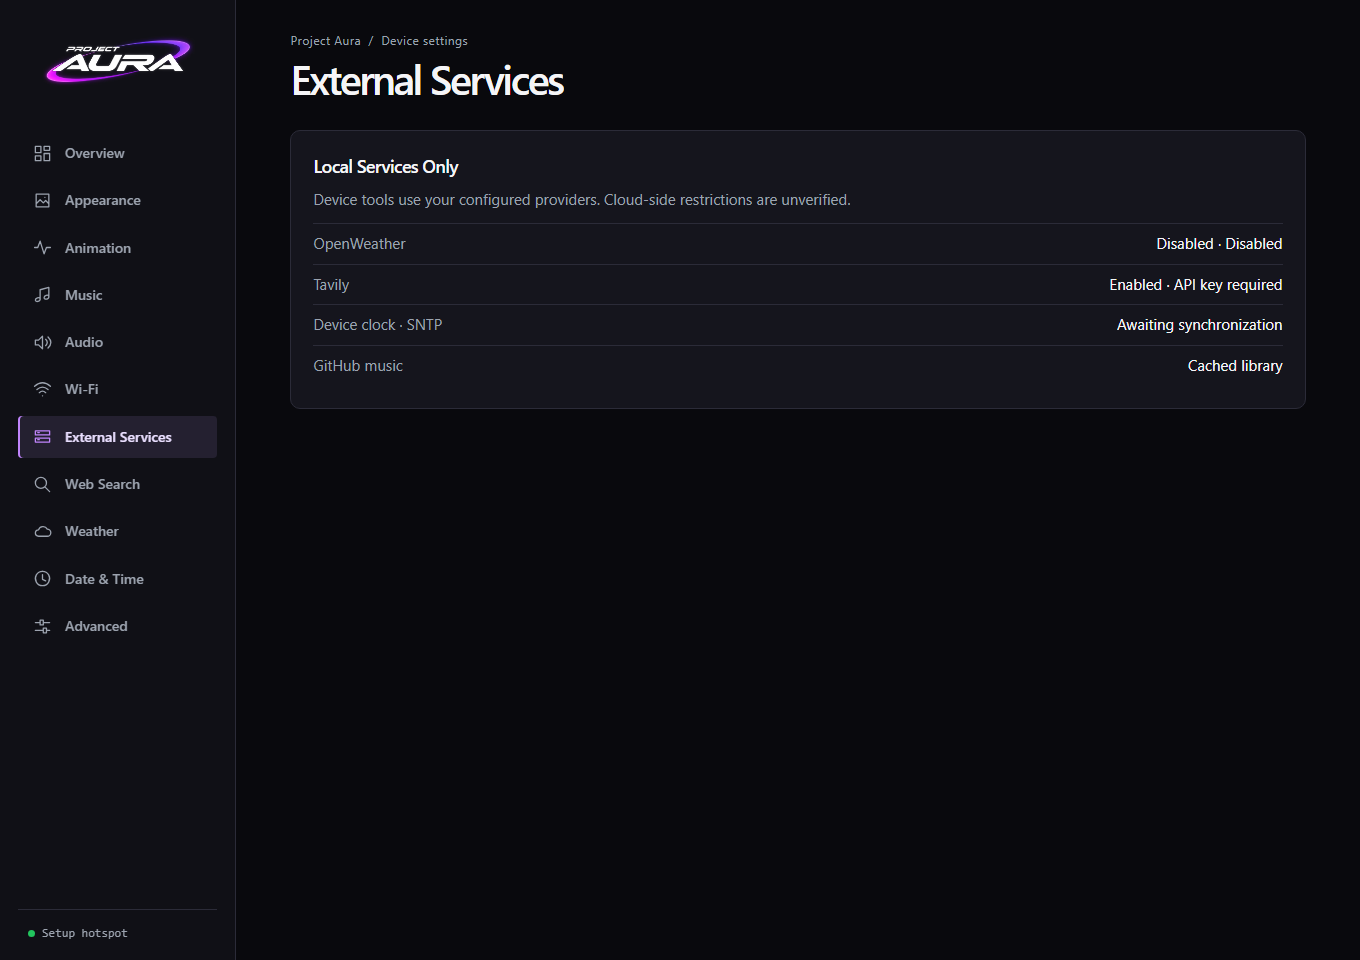 PROJECT
AURA
Overview
Appearance
Animation
Music
Audio
Wi-Fi
External Services
Web Search
Weather
Date & Time
Advanced
Setup hotspot
Project Aura / Device settings
External Services
Local Services Only
Device tools use your configured providers. Cloud-side restrictions are unverified.
OpenWeather Disabled · Disabled
Tavily Enabled · API key required
Device clock · SNTP Awaiting synchronization
GitHub music Cached library